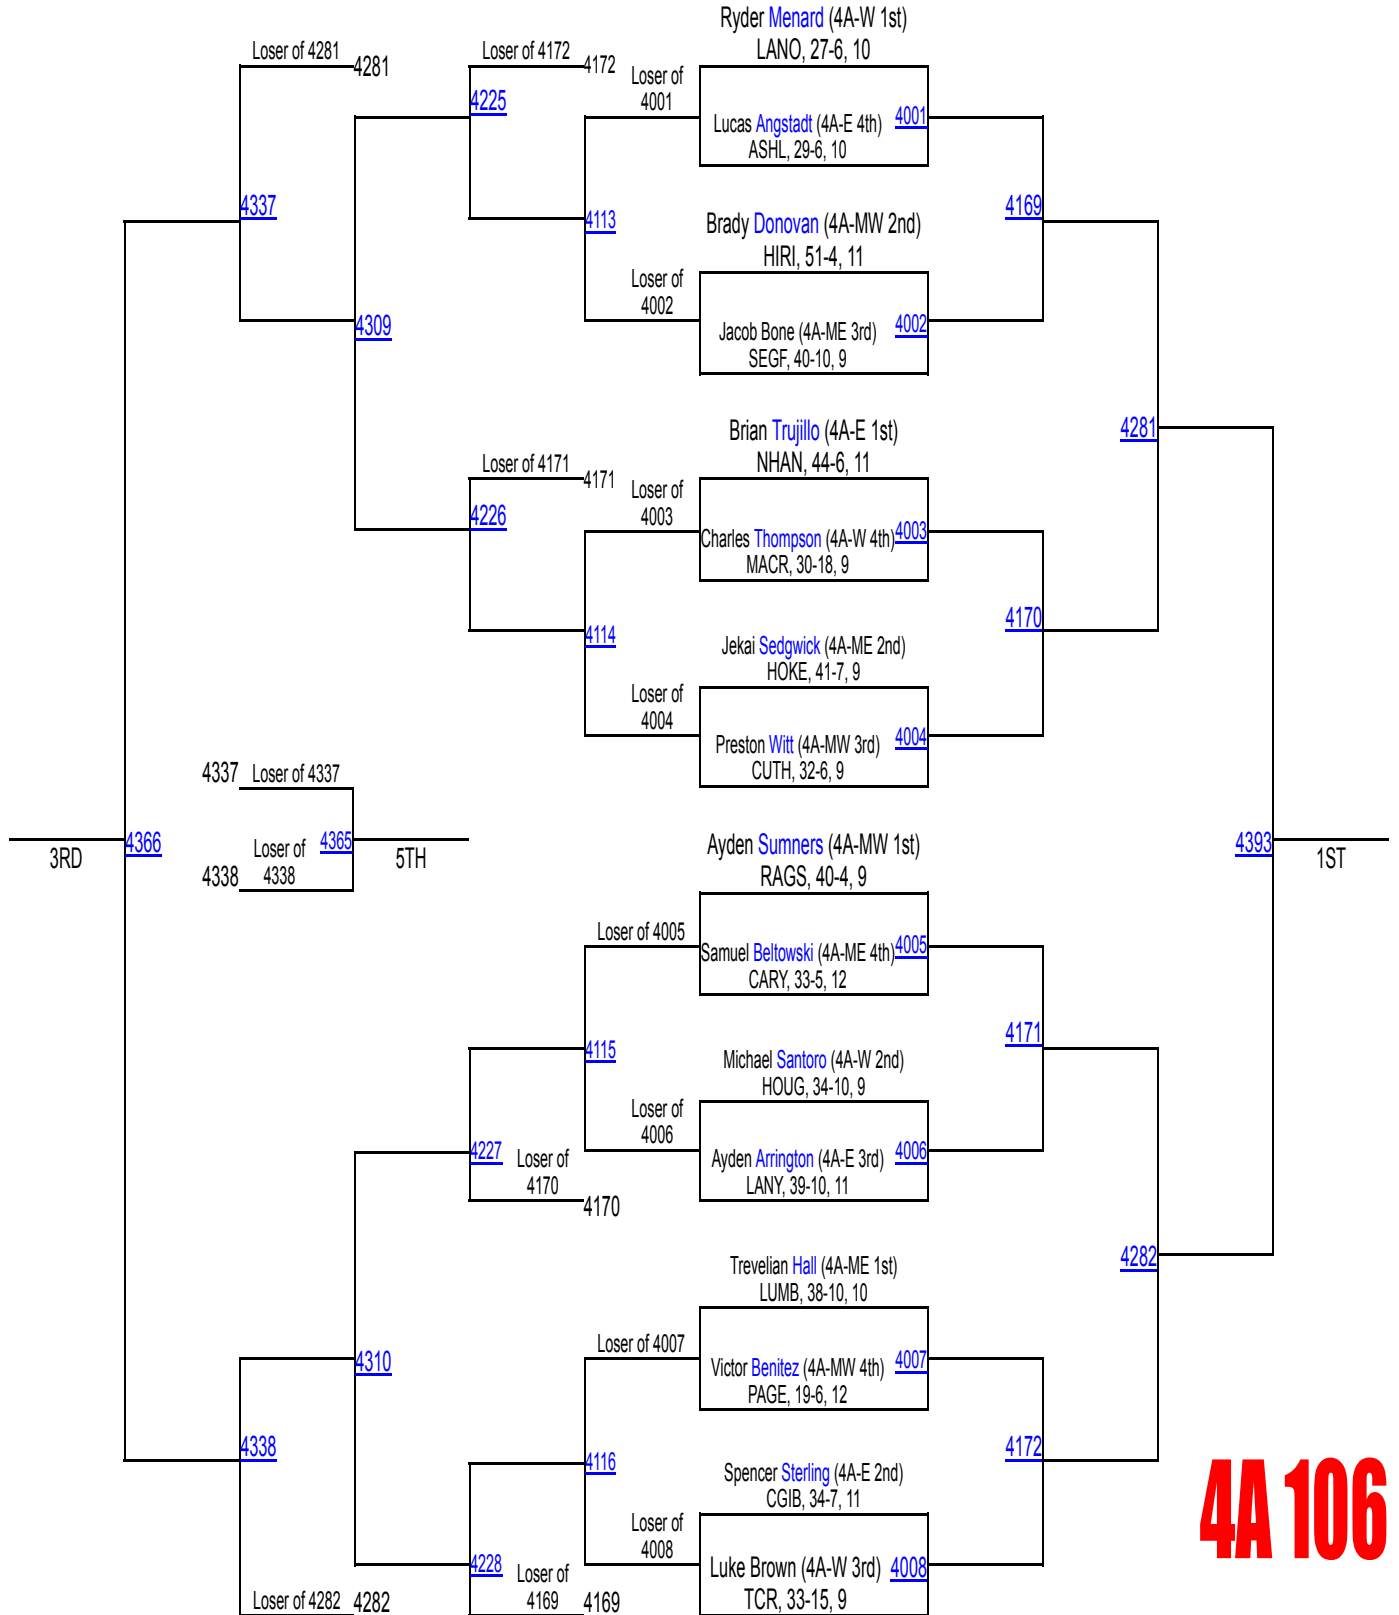 Ryder Menard (4A-W 1st)
LANO, 27-6, 10
Loser of 4281
4281
Loser of 4172
4172
Loser of
4001
4225
Lucas Angstadt (4A-E 4th)
4001
ASHL, 29-6, 10
4337
4113
Brady Donovan (4A-MW 2nd)
HIRI, 51-4, 11
4169
Loser of
4002
4309
Jacob Bone (4A-ME 3rd)
4002
SEGF, 40-10, 9
Brian Trujillo (4A-E 1st)
NHAN, 44-6, 11
4281
Loser of 4171
4171
Loser of
4003
4226
Charles Thompson (4A-W 4th)
4003
MACR, 30-18, 9
4114
Jekai Sedgwick (4A-ME 2nd)
HOKE, 41-7, 9
4170
Loser of
4004
Preston Witt (4A-MW 3rd)
4004
CUTH, 32-6, 9
4337
Loser of 4337
3RD
4366
Loser of
4338
4365
4338
5TH
Ayden Sumners (4A-MW 1st)
RAGS, 40-4, 9
4393
1ST
Loser of 4005
Samuel Beltowski (4A-ME 4th)
4005
CARY, 33-5, 12
4115
Michael Santoro (4A-W 2nd)
HOUG, 34-10, 9
4171
Loser of
4006
4227
Loser of
4170
4170
Ayden Arrington (4A-E 3rd)
4006
LANY, 39-10, 11
Trevelian Hall (4A-ME 1st)
LUMB, 38-10, 10
4282
Loser of 4007
4310
Victor Benitez (4A-MW 4th)
4007
PAGE, 19-6, 12
4338
4116
Spencer Sterling (4A-E 2nd)
CGIB, 34-7, 11
4172
Loser of
4008
4228
Loser of
4169
4169
Luke Brown (4A-W 3rd)
4008
TCR, 33-15, 9
Loser of 4282
4282
4A 106